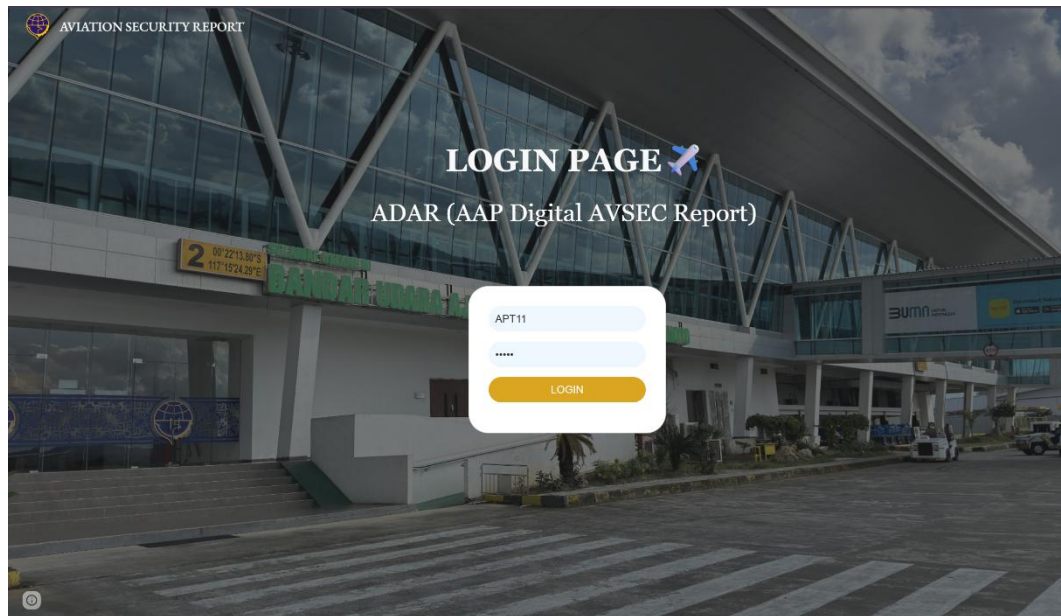 AVIATION SECURITY REPORT
LOGIN PAGE
ADAR (AAP Digital AVSEC Report)
2
00°22'13.80"S
117°15'24.29"E
BANDAR UDARA A
BUMN
APT11
•••••
LOGIN